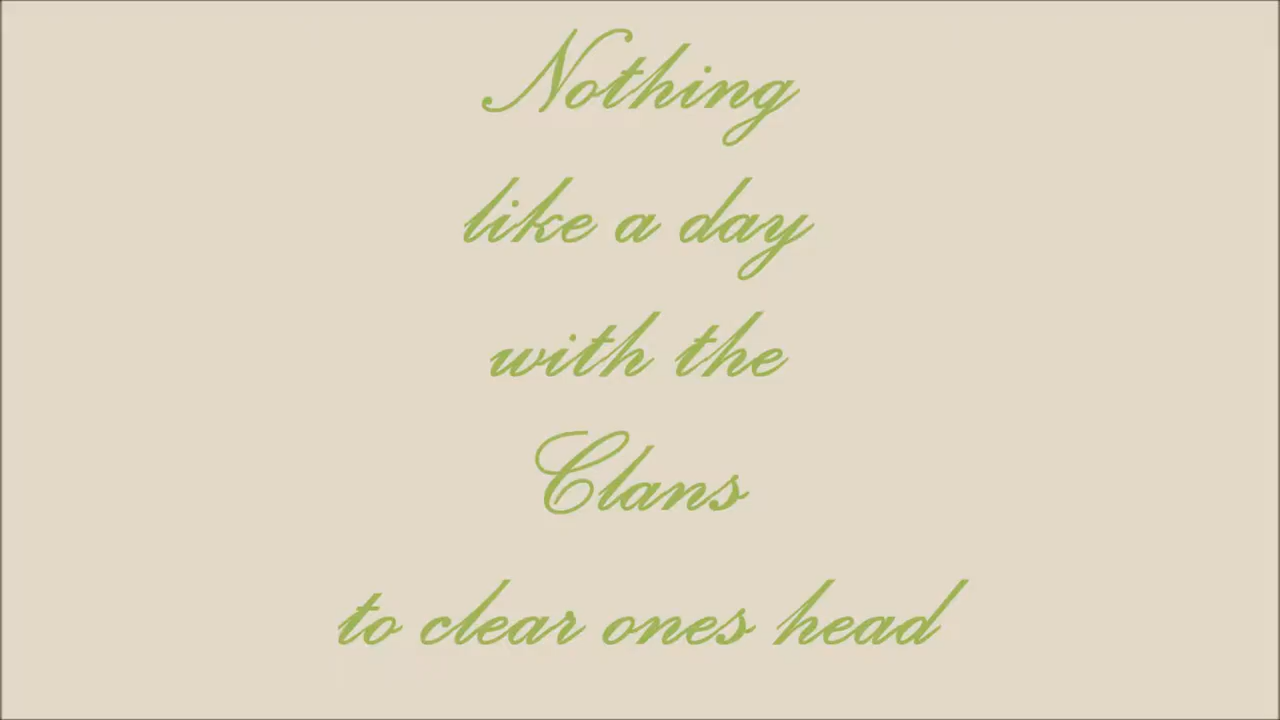 Nothing
like a day
with the
Clans
to clear ones head